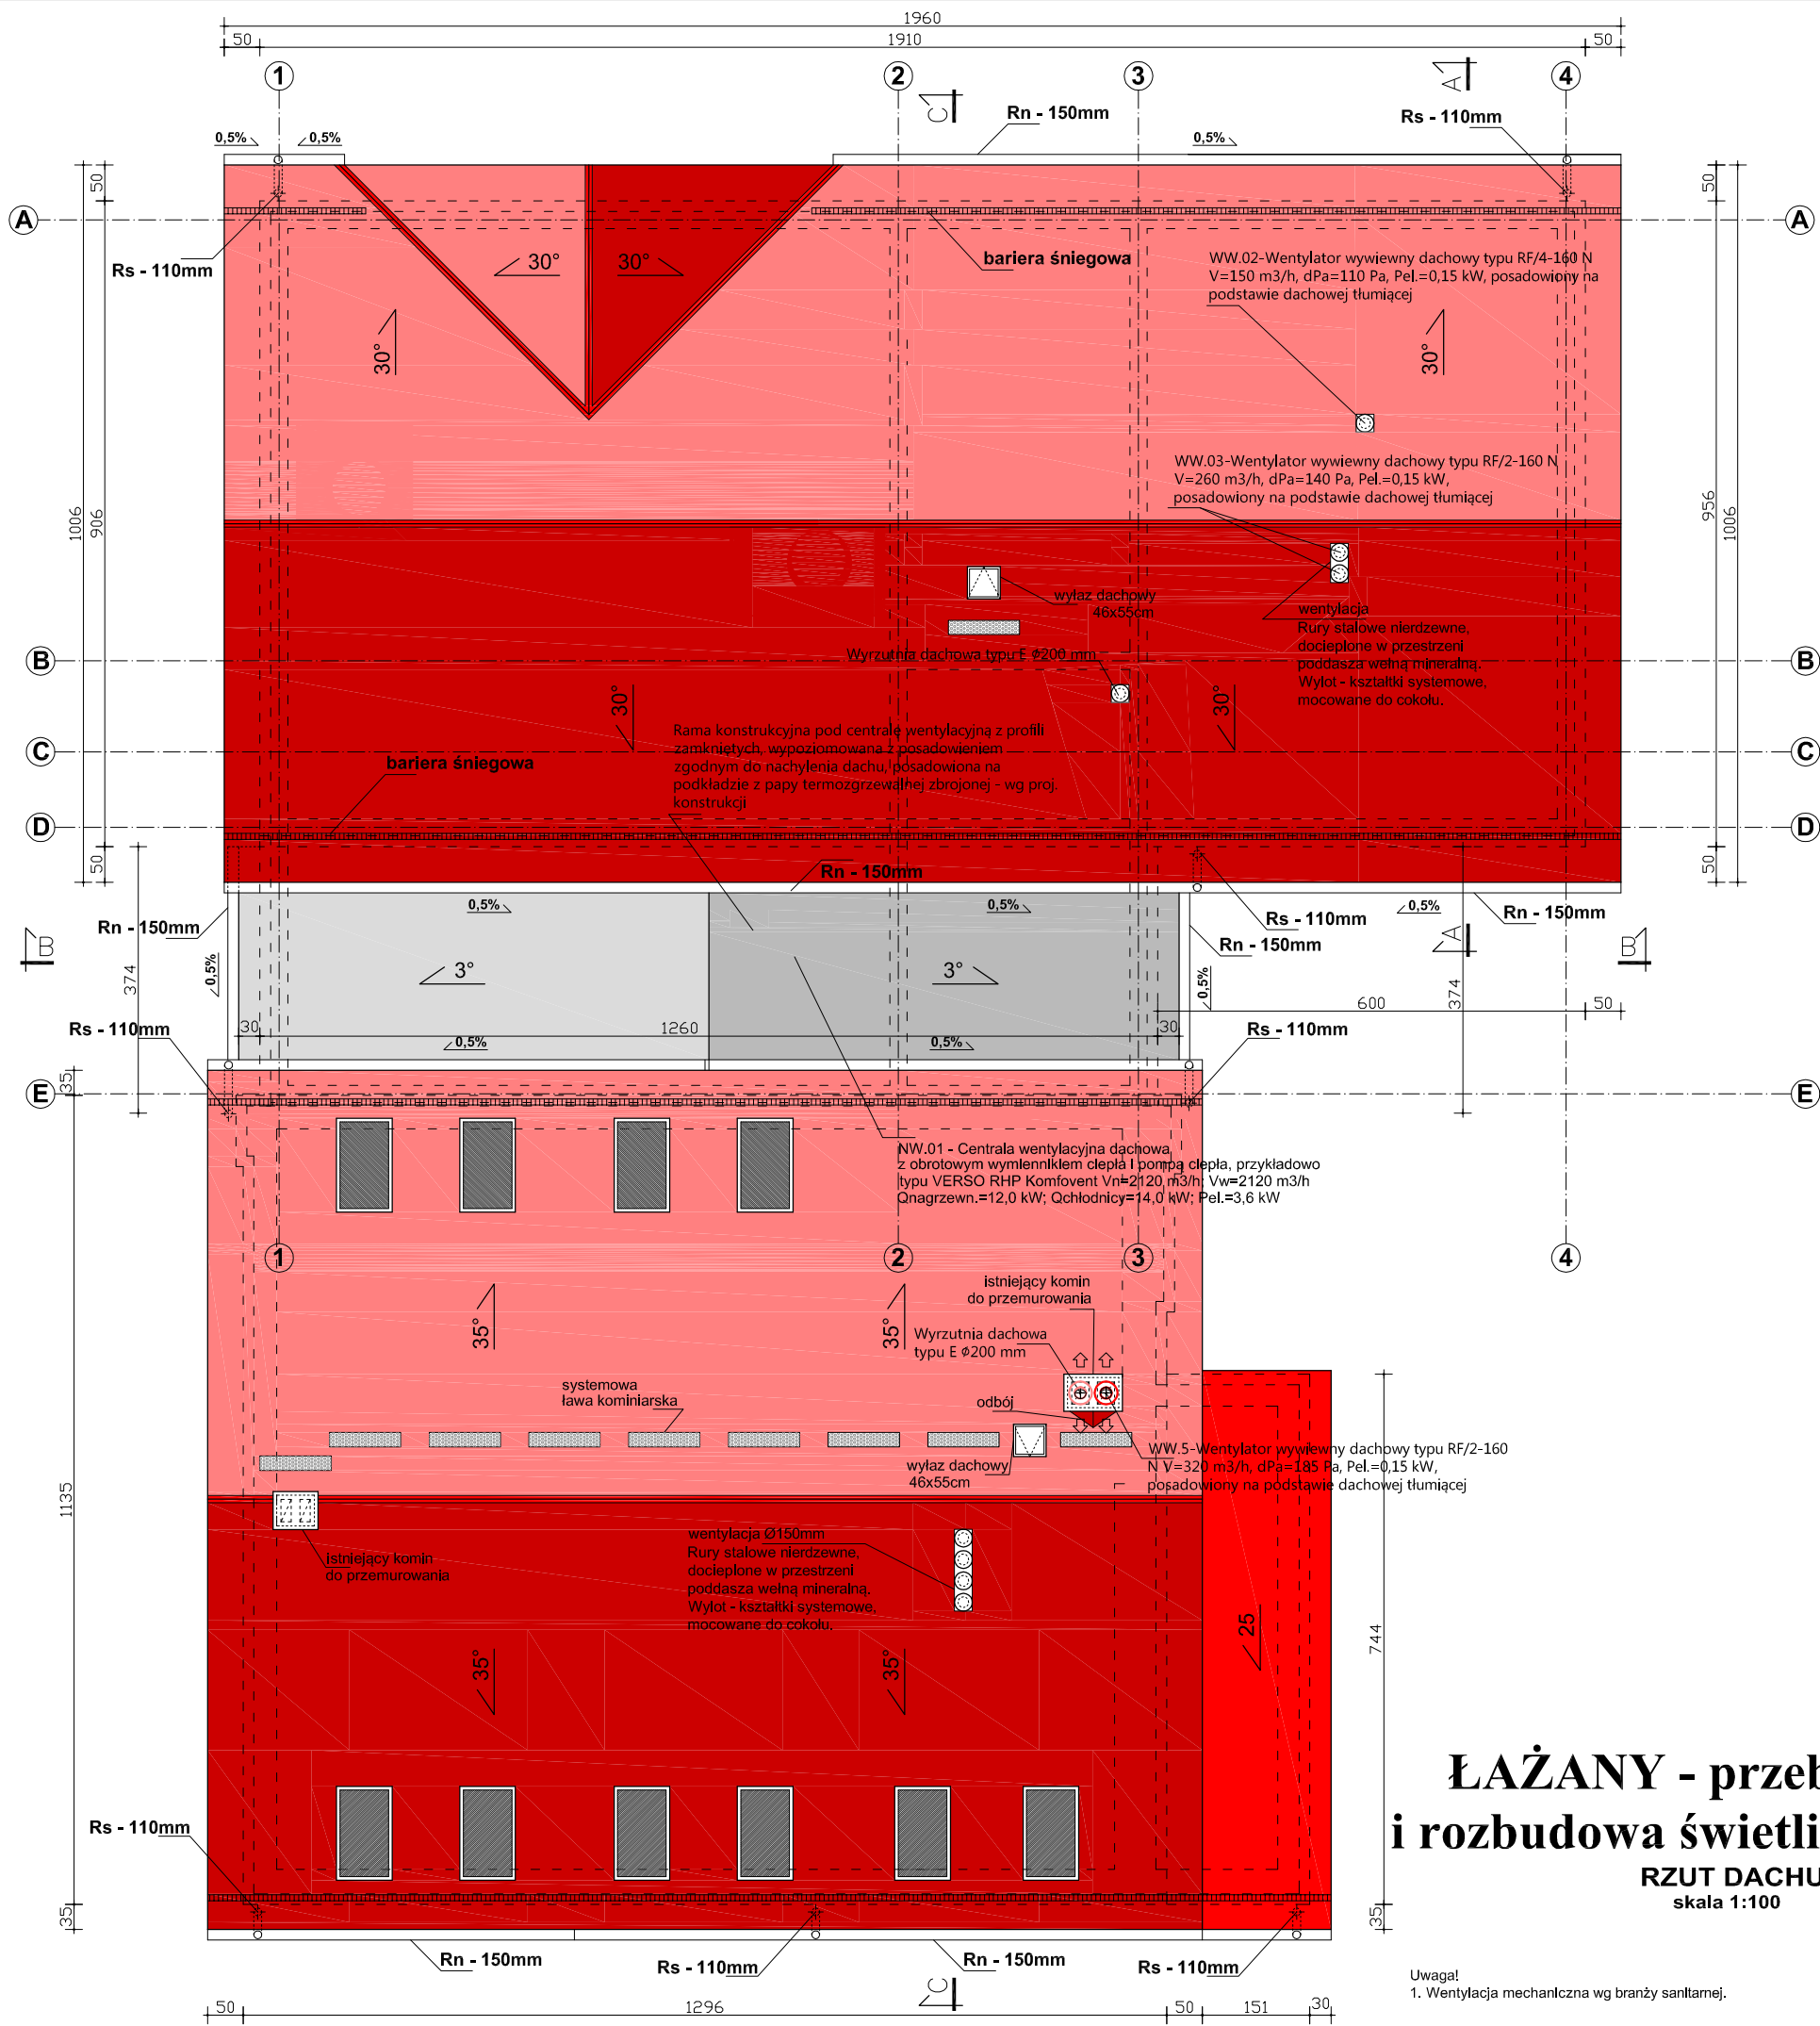 1960
50 1910 50
1 2 3 4
C A
Rn - 150mm Rs - 110mm
0,5% 0,5% 0,5%
50 50
A A
Rs - 110mm
30° 30°
bariera śniegowa
WW.02-Wentylator wywiewny dachowy typu RF/4-160 N
V=150 m3/h, dPa=110 Pa, Pel.=0,15 kW, posadowiony na
podstawie dachowej tłumiącej
30° 30°
WW.03-Wentylator wywiewny dachowy typu RF/2-160 N
V=260 m3/h, dPa=140 Pa, Pel.=0,15 kW,
posadowiony na podstawie dachowej tłumiącej
1006 906 956 1006
wyłaz dachowy
46x55cm
wentylacja
Rury stalowe nierdzewne,
docieplone w przestrzeni
poddasza wełną mineralną.
Wylot - kształtki systemowe,
mocowane do cokołu.
B B
Wyrzutnia dachowa typu E φ200 mm
30° 30°
Rama konstrukcyjna pod centralę wentylacyjną z profili
zamkniętych, wypoziomowana z posadowieniem
zgodnym do nachylenia dachu, posadowiona na
podkładzie z papy termozgrzewalnej zbrojonej - wg proj.
konstrukcji
C C
bariera śniegowa
D D
50 50
Rn - 150mm
0,5% 0,5% 0,5%
Rn - 150mm Rs - 110mm Rn - 150mm
B Rn - 150mm A B
374 0,5% 3° 3° 0,5% 374
600 50
Rs - 110mm 30 1260 30 Rs - 110mm
0,5% 0,5%
35
E E
NW.01 - Centrala wentylacyjna dachowa
z obrotowym wymiennikiem ciepła i pompą ciepła, przykładowo
typu VERSO RHP Komfovent Vn=2120 m3/h; Vw=2120 m3/h
Qnagrzewn.=12,0 kW; Qchłodnicy=14,0 kW; Pel.=3,6 kW
1 2 3 4
istniejący komin
do przemurowania
35° 35°
Wyrzutnia dachowa
typu E φ200 mm
systemowa
ława kominiarska
odbój
WW.5-Wentylator wywiewny dachowy typu RF/2-160
N V=320 m3/h, dPa=185 Pa, Pel.=0,15 kW,
posadowiony na podstawie dachowej tłumiącej
wyłaz dachowy
46x55cm
1135
istniejący komin
do przemurowania
wentylacja Ø150mm
Rury stalowe nierdzewne,
docieplone w przestrzeni
poddasza wełną mineralną.
Wylot - kształtki systemowe,
mocowane do cokołu.
35° 35° 25 744
ŁAŻANY - przeb
i rozbudowa świetli
RZUT DACHU
skala 1:100
Rs - 110mm
35 35
Rn - 150mm Rs - 110mm Rn - 150mm Rs - 110mm
C
50 1296 50 151 30
Uwaga!
1. Wentylacja mechaniczna wg branży sanitarnej.